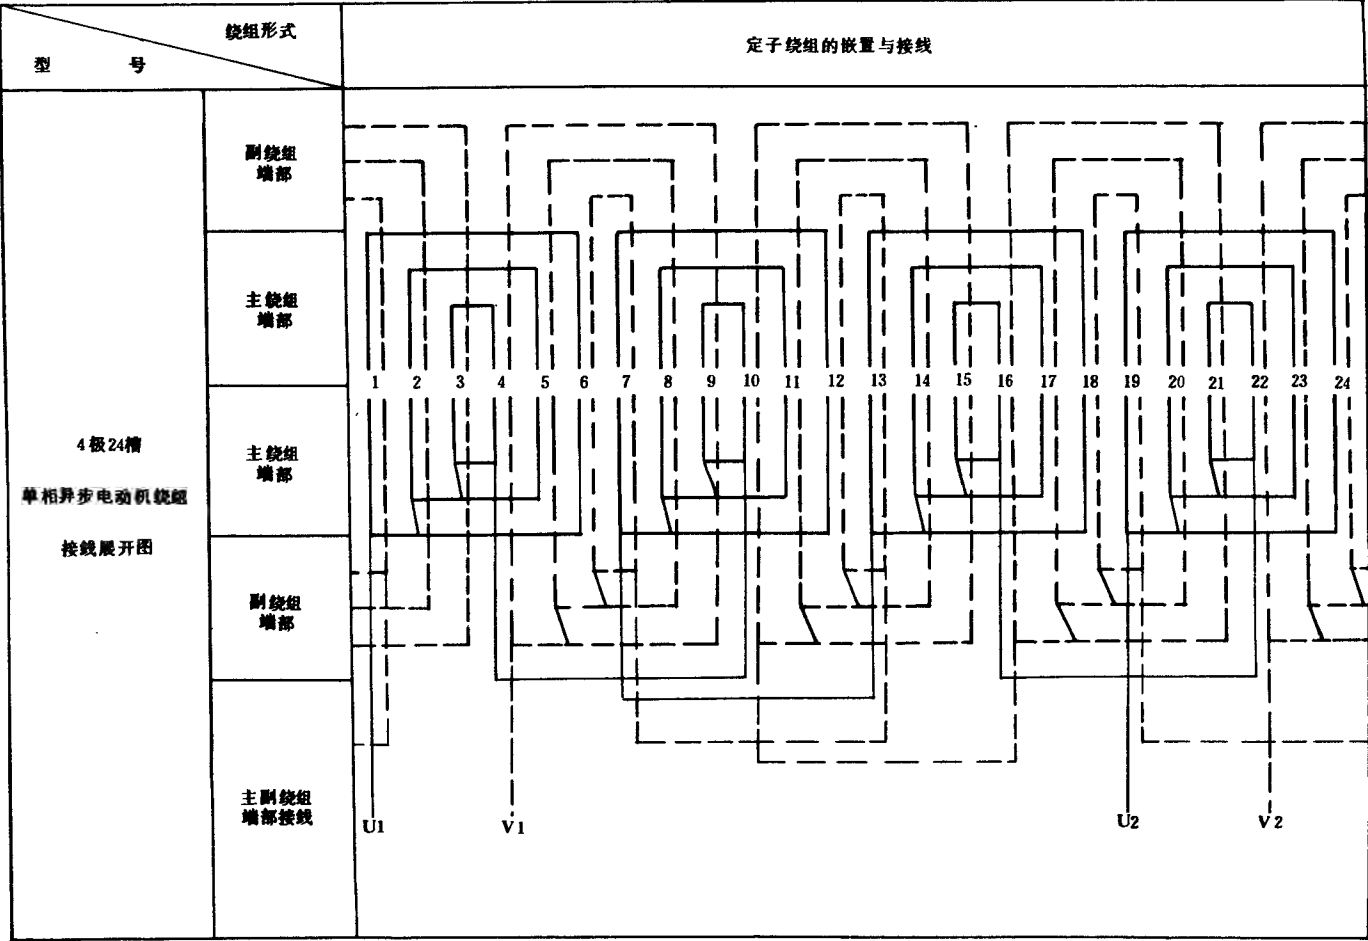 绕组形式
型 号
定子绕组的嵌置与接线
副绕组
端部
主绕组
端部
1 2 3 4 5 6 7 8 9 10 11 12 13 14 15 16 17 18 19 20 21 22 23 24
主绕组
端部
4极24槽
单相异步电动机绕组
接线展开图
副绕组
端部
主副绕组
端部接线
U1 V1 U2 V2